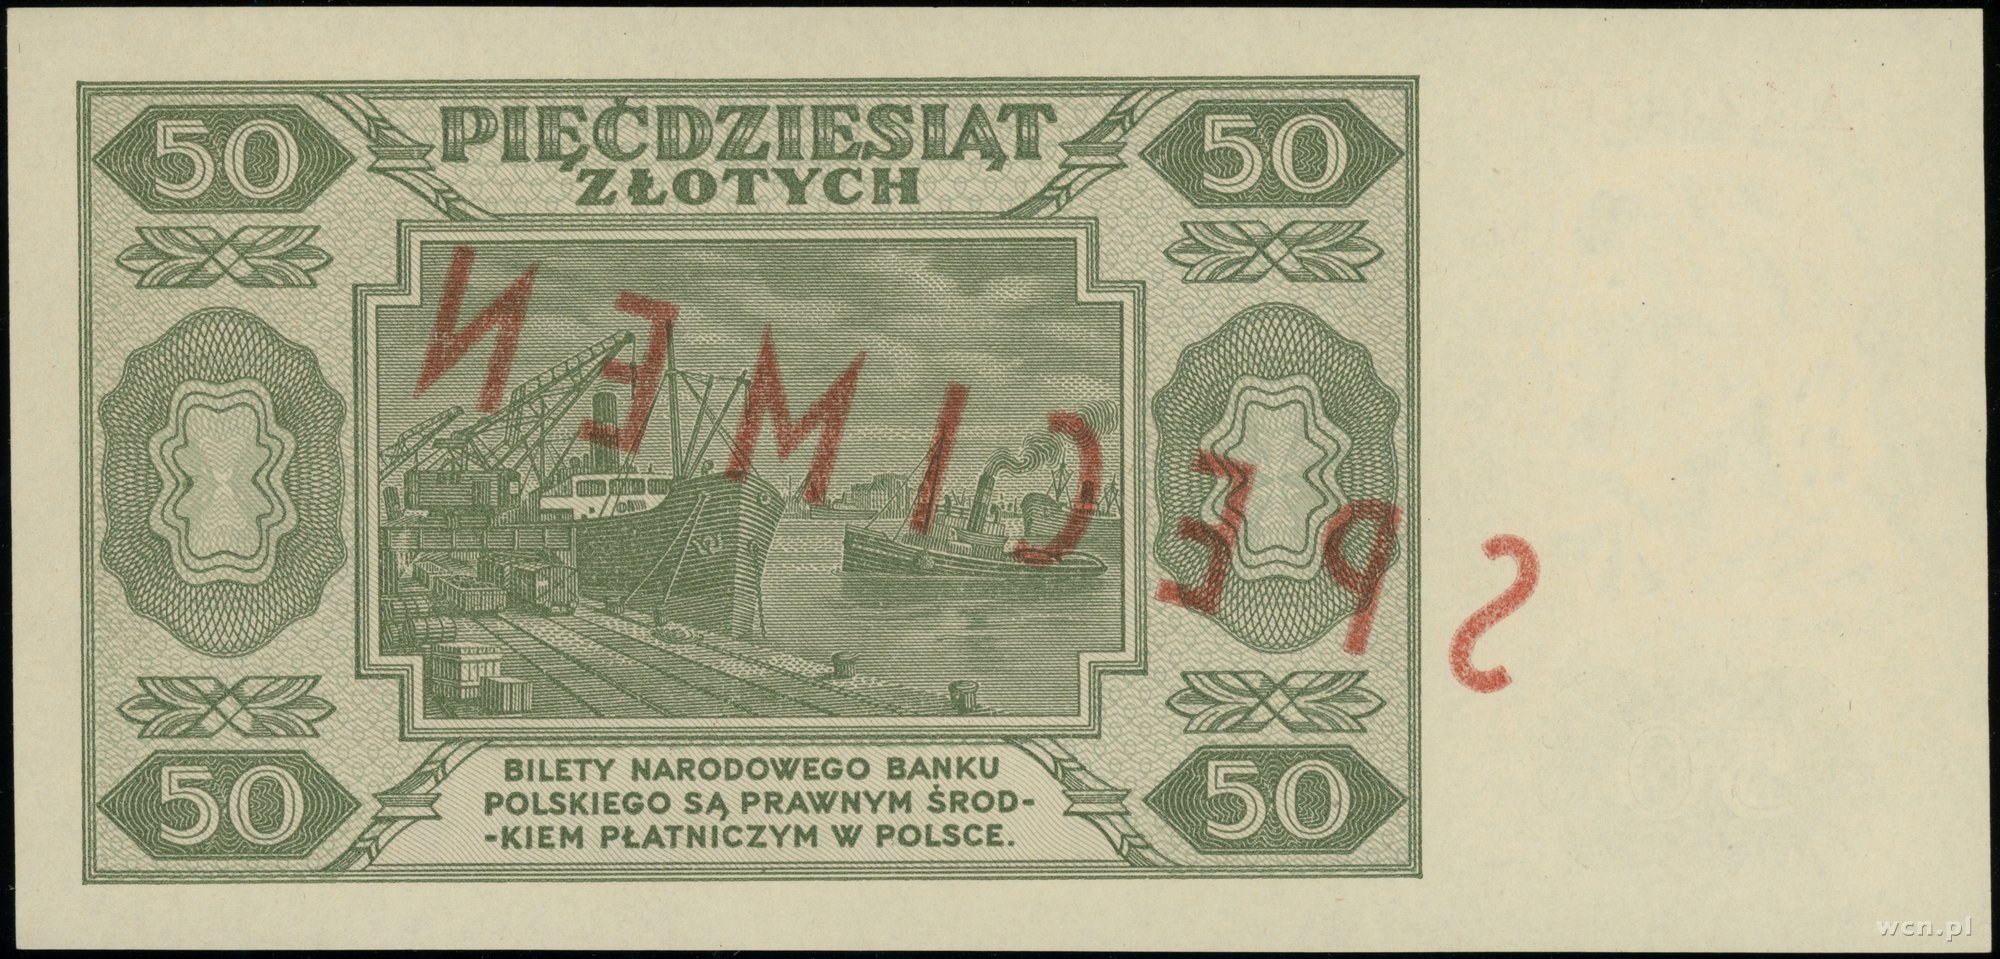 50
PIĘĆDZIESIĄT
50
ZŁOTYCH
SPECIMEN
50
BILETY NARODOWEGO BANKU
POLSKIEGO SĄ PRAWNYM ŚROD-
-KIEM PŁATNICZYM W POLSCE.
50
50
wcn.pl